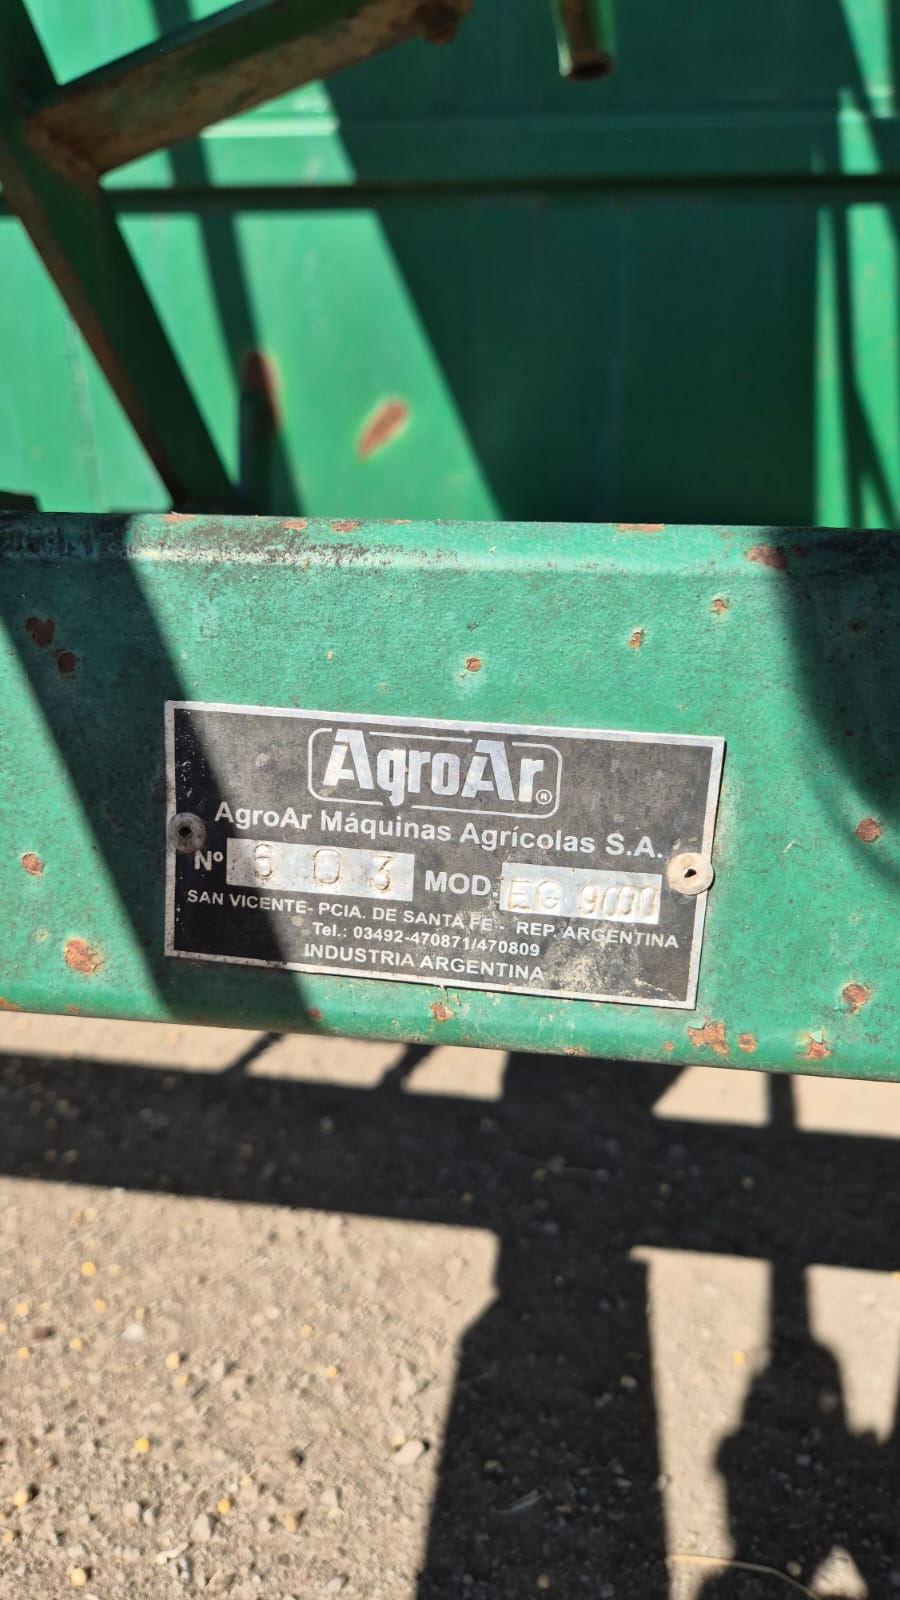 AgroAr®
AgroAr Máquinas Agrícolas S.A.
Nº 603 MOD. EG 9000
SAN VICENTE- PCIA. DE SANTA FE - REP. ARGENTINA
Tel.: 03492-470871/470809
INDUSTRIA ARGENTINA